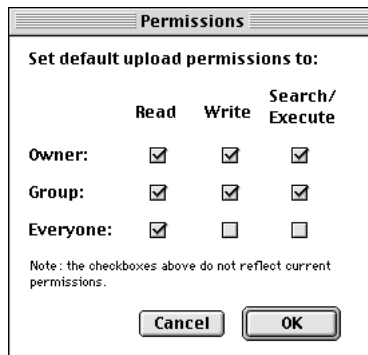 Permissions
Set default upload permissions to:
Read Write Search/
Execute
Owner:
Group:
Everyone:
Note: the checkboxes above do not reflect current
permissions.
Cancel OK